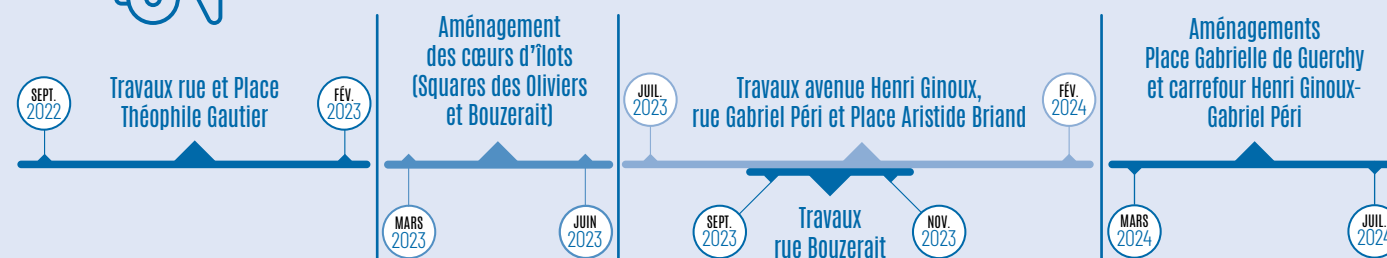 SEPT.
2022
Travaux rue et Place
Théophile Gautier
FÉV.
2023
Aménagement
des cœurs d'îlots
(Squares des Oliviers
et Bouzerait)
MARS
2023
JUIN
2023
JUIL.
2023
Travaux avenue Henri Ginoux,
rue Gabriel Péri et Place Aristide Briand
FÉV.
2024
SEPT.
2023
Travaux
rue Bouzerait
NOV.
2023
Aménagements
Place Gabrielle de Guerchy
et carrefour Henri Ginoux-
Gabriel Péri
MARS
2024
JUIL.
2024